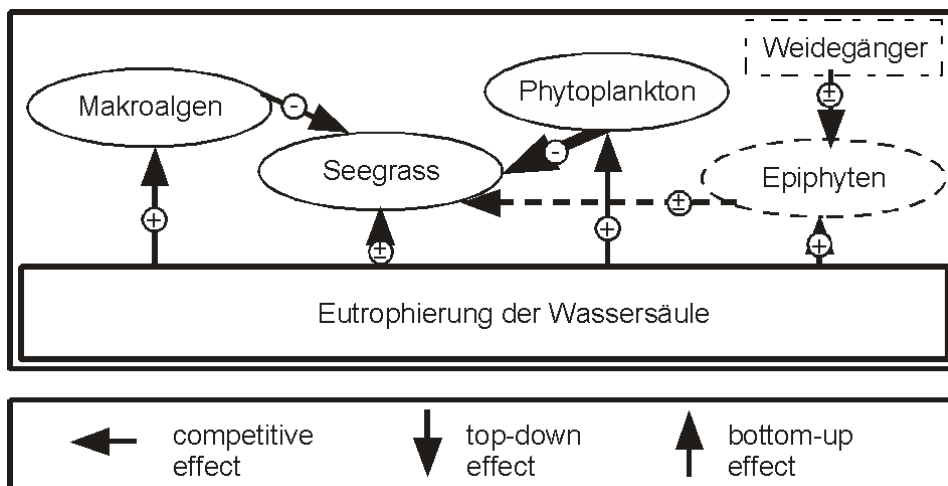 Weidegänger
±
Makroalgen
-
Phytoplankton
-
Seegrass
Epiphyten
±
+
±
+
+
Eutrophierung der Wassersäule
competitive
effect
top-down
effect
bottom-up
effect